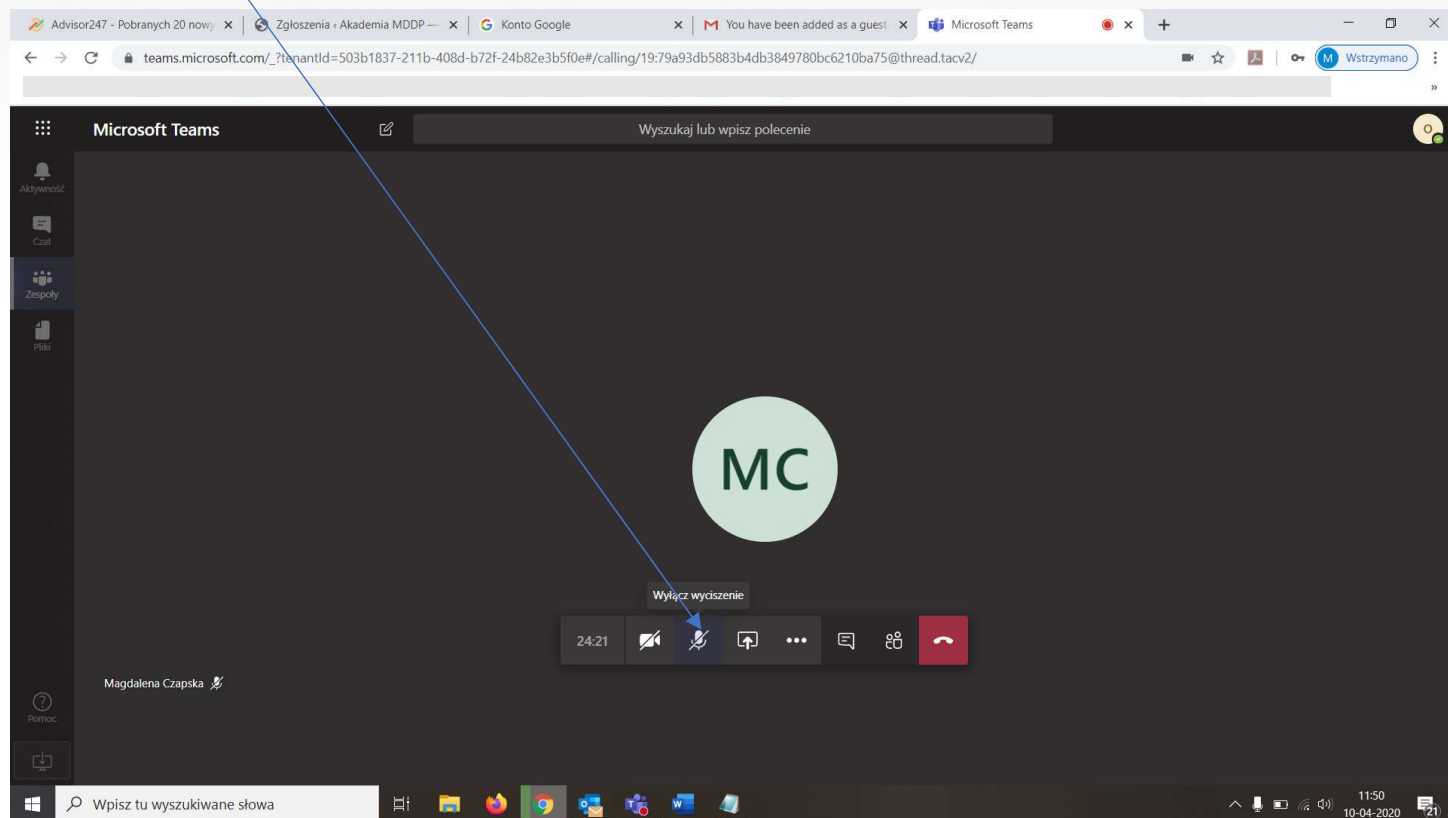 Advisor247 - Pobranych 20 nowy
Zgłoszenia ‹ Akademia MDDP —
Konto Google
You have been added as a guest
Microsoft Teams
teams.microsoft.com/_?tenantId=503b1837-211b-408d-b72f-24b82e3b5f0e#/calling/19:79a93db5883b4db3849780bc6210ba75@thread.tacv2/
M Wstrzymano
Microsoft Teams
Wyszukaj lub wpisz polecenie
O
Aktywność
Czat
Zespoły
Pliki
MC
Wyłącz wyciszenie
24:21
Magdalena Czapska
Pomoc
Wpisz tu wyszukiwane słowa
11:50
10-04-2020
21